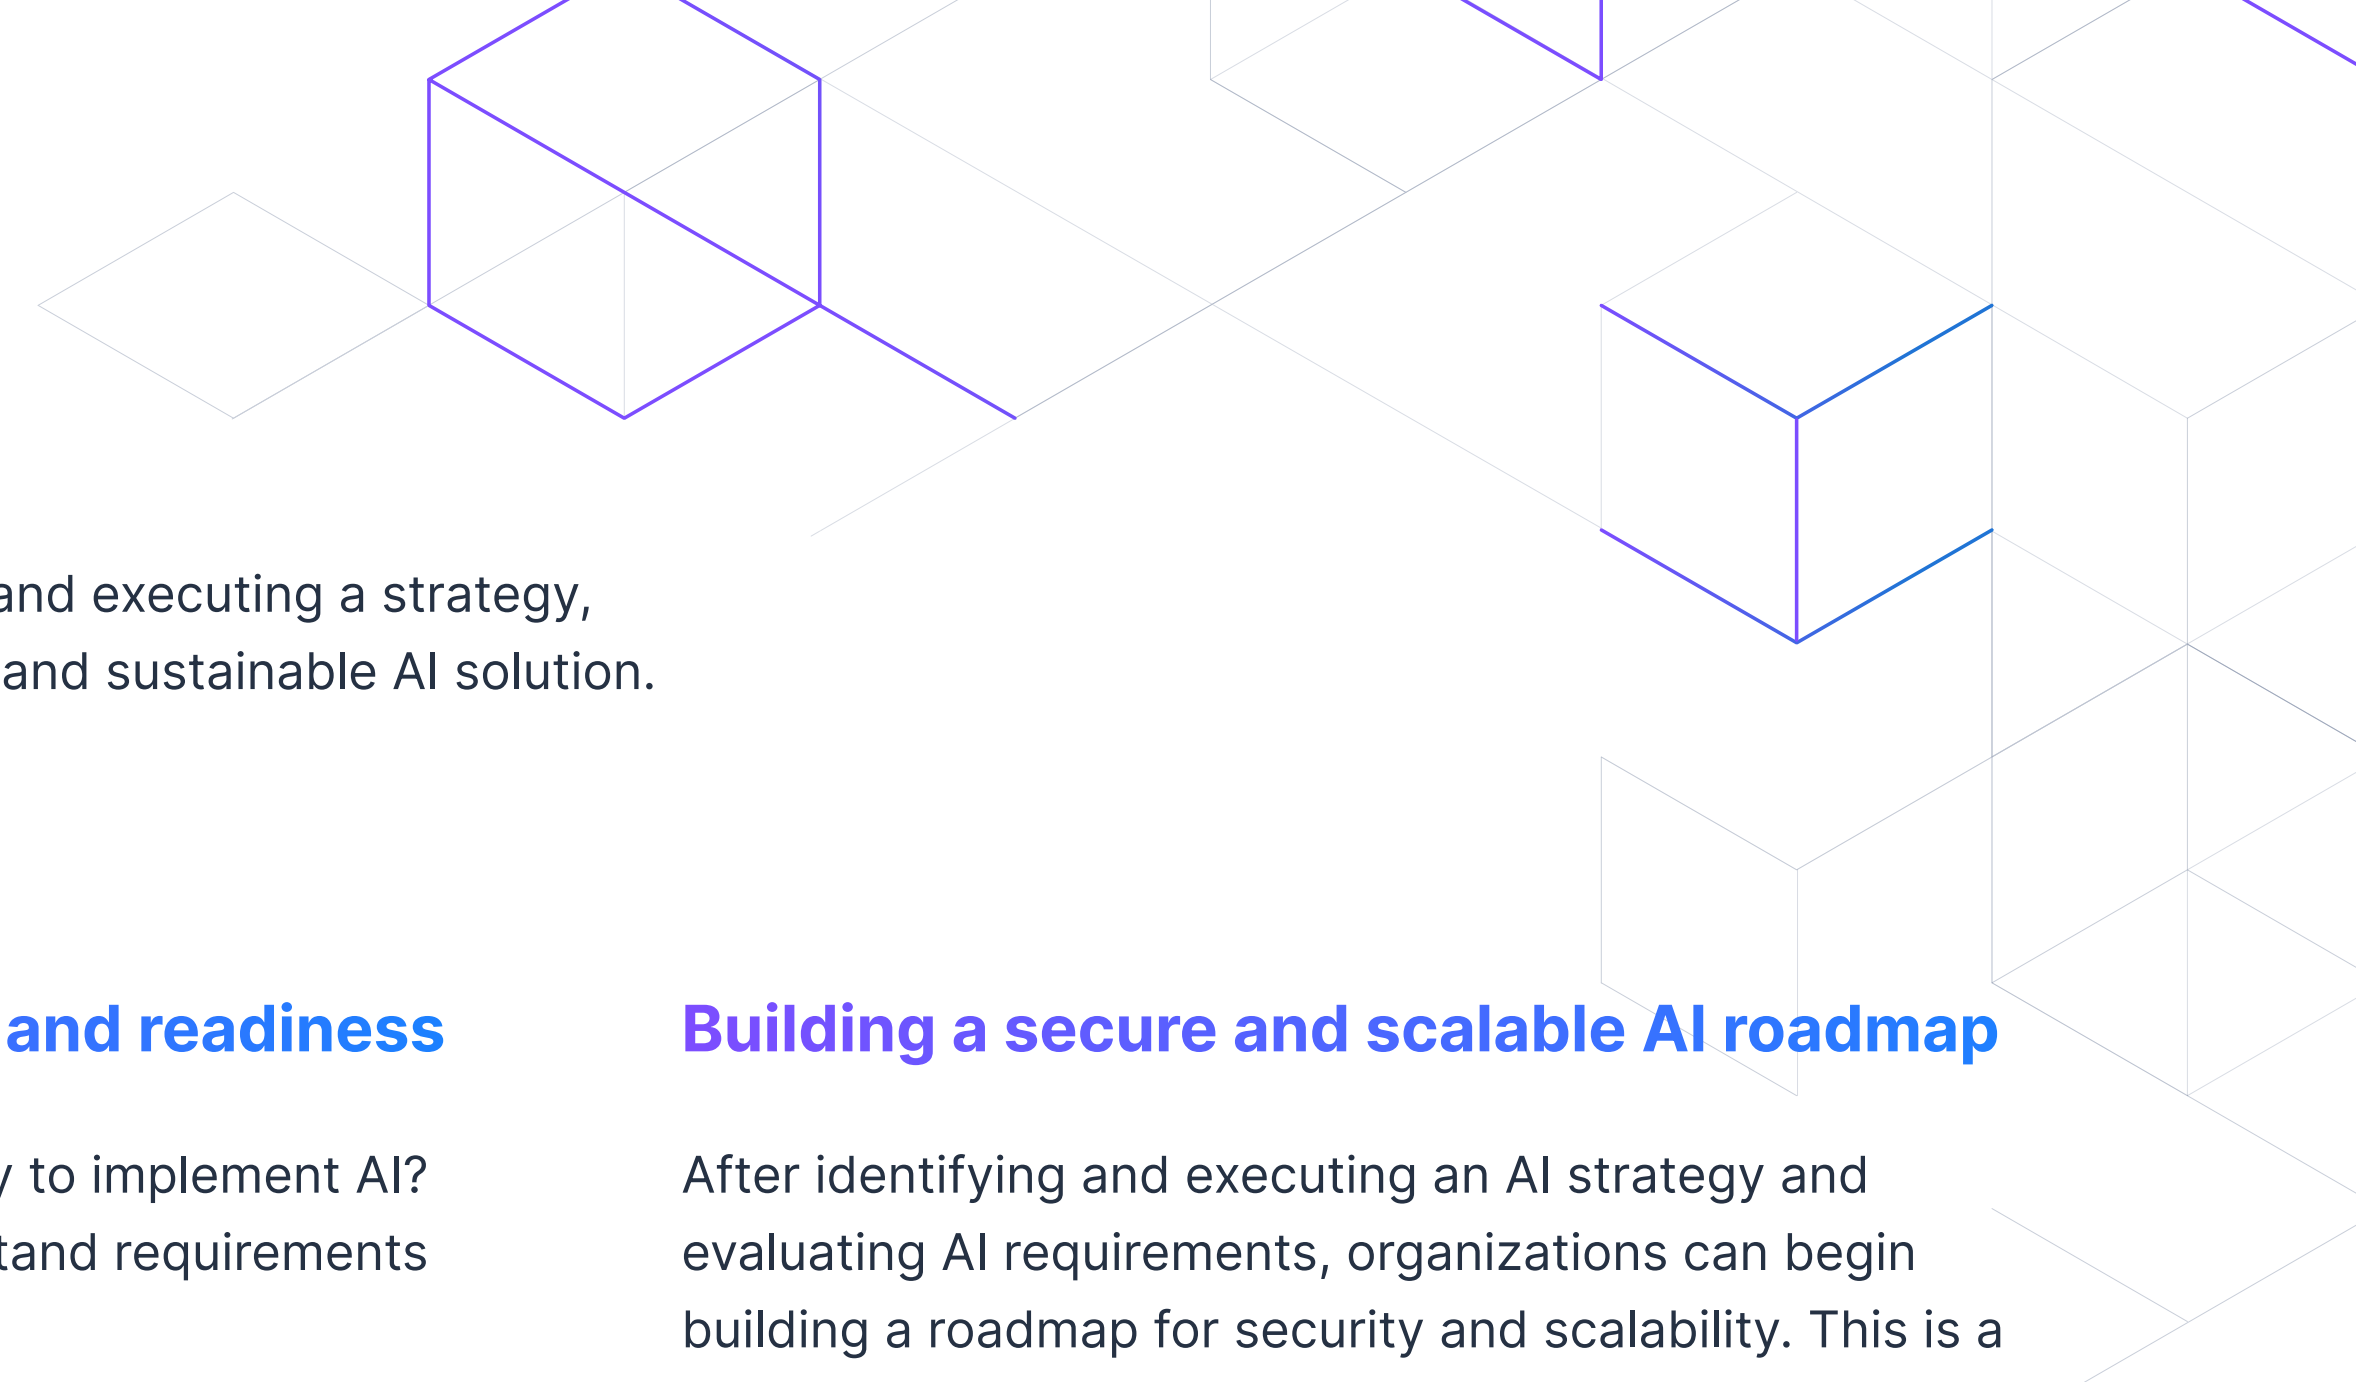 and executing a strategy,
and sustainable AI solution.
and readiness
to implement AI?
requirements
Building a secure and scalable AI roadmap
After identifying and executing an AI strategy and
evaluating AI requirements, organizations can begin
building a roadmap for security and scalability. This is a